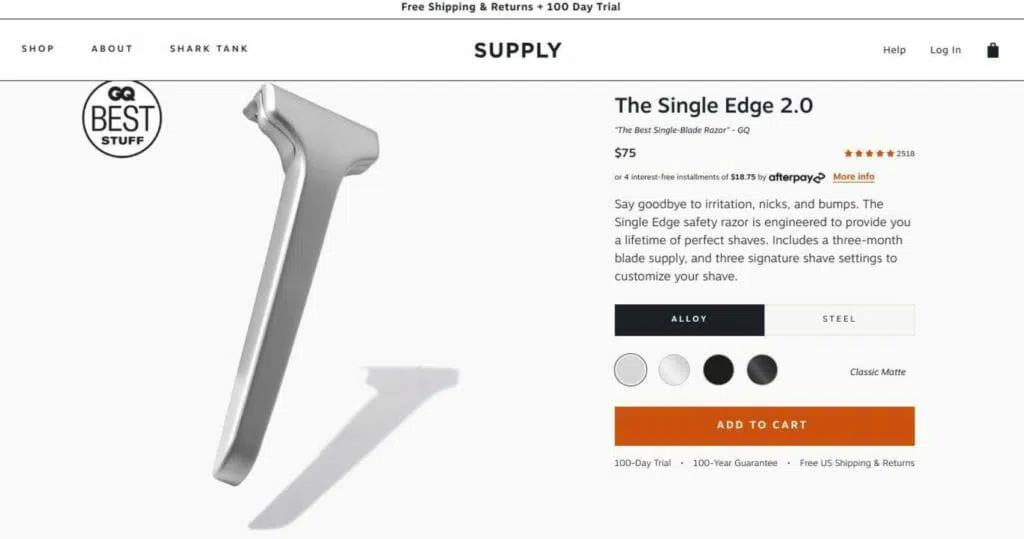 Free Shipping & Returns + 100 Day Trial
SHOP
ABOUT
SHARK TANK
SUPPLY
Help
Log In
GQ
BEST
STUFF
The Single Edge 2.0
"The Best Single-Blade Razor" - GQ
$75
2518
or 4 interest-free installments of $18.75 by afterpay More info
Say goodbye to irritation, nicks, and bumps. The
Single Edge safety razor is engineered to provide you
a lifetime of perfect shaves. Includes a three-month
blade supply, and three signature shave settings to
customize your shave.
ALLOY
STEEL
Classic Matte
ADD TO CART
100-Day Trial • 100-Year Guarantee • Free US Shipping & Returns